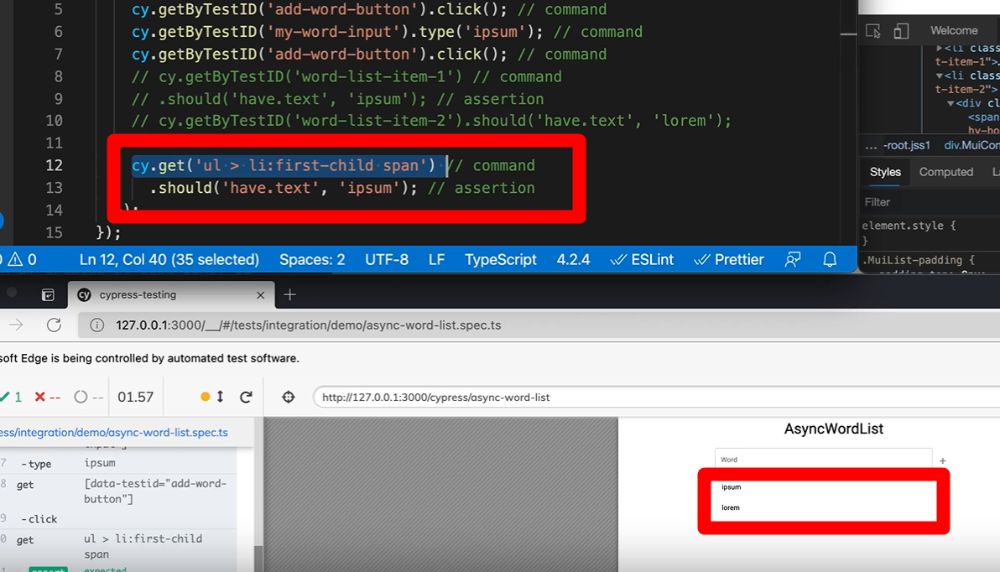 5 cy.getByTestID('add-word-button').click(); // command
6 cy.getByTestID('my-word-input').type('ipsum'); // command
7 cy.getByTestID('add-word-button').click(); // command
8 // cy.getByTestID('word-list-item-1') // command
9 // .should('have.text', 'ipsum'); // assertion
10 // cy.getByTestID('word-list-item-2').should('have.text', 'lorem');
11
12 cy.get('ul > li:first-child span') // command
13 .should('have.text', 'ipsum'); // assertion
14 );
15 });
0 Ln 12, Col 40 (35 selected) Spaces: 2 UTF-8 LF TypeScript 4.2.4 ESLint Prettier
Welcome
<li class
t-item-1">…
<li class
t-item-2">
<div cl
<span
hy-bo
... -root.jss1 div.MuiCon
Styles Computed La
Filter
element.style {
}
.MuiList-padding {
cy cypress-testing
127.0.0.1:3000/__/#/tests/integration/demo/async-word-list.spec.ts
soft Edge is being controlled by automated test software.
1 -- -- 01.57
http://127.0.0.1:3000/cypress/async-word-list
ess/integration/demo/async-word-list.spec.ts
7 -type ipsum
8 get [data-testid="add-word-
button"]
9 -click
0 get ul > li:first-child
span
1 assert expected
AsyncWordList
Word +
ipsum
lorem